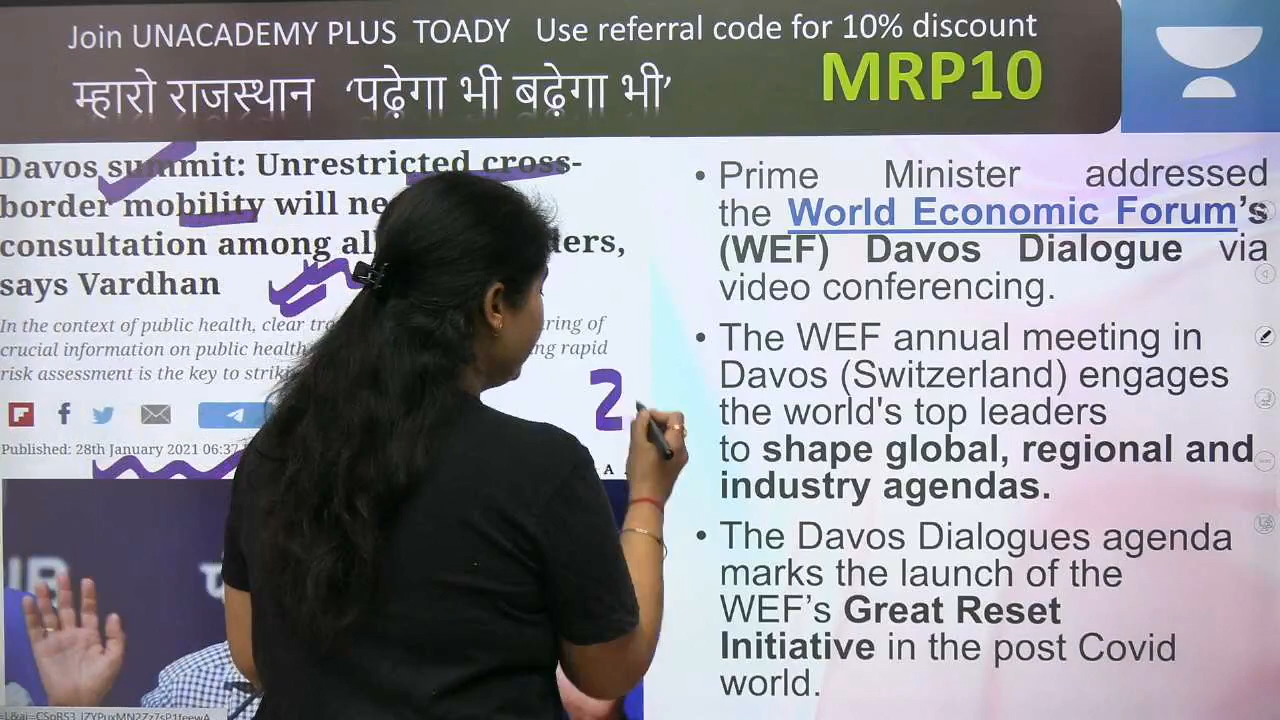 Join UNACADEMY PLUS TOADY Use referral code for 10% discount
म्हारो राजस्थान 'पढ़ेगा भी बढ़ेगा भी'
MRP10
Davos summit: Unrestricted cross-
border mobility will ne
consultation among al ders,
says Vardhan
In the context of public health, clear tra ring of
crucial information on public health ng rapid
risk assessment is the key to striki
Published: 28th January 2021 06:37
A
2
• Prime Minister addressed
the World Economic Forum's
(WEF) Davos Dialogue via
video conferencing.
• The WEF annual meeting in
Davos (Switzerland) engages
the world's top leaders
to shape global, regional and
industry agendas.
• The Davos Dialogues agenda
marks the launch of the
WEF's Great Reset
Initiative in the post Covid
world.